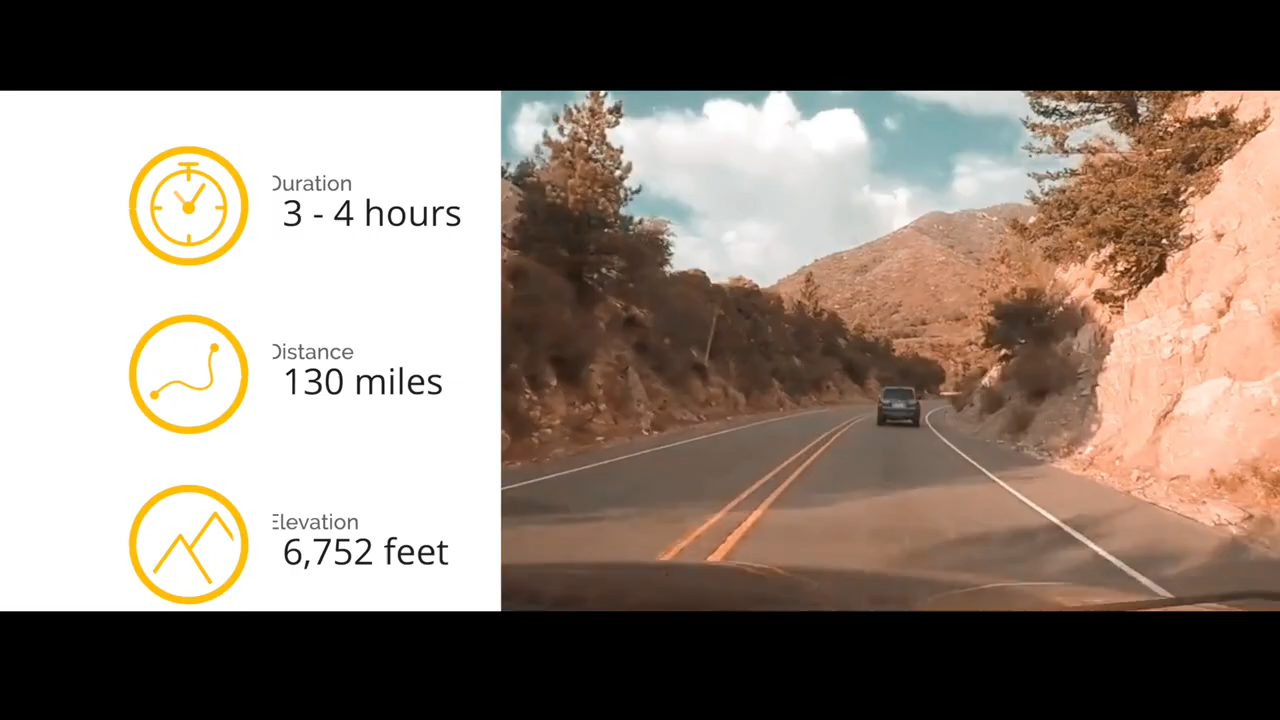 Duration
3 - 4 hours
Distance
130 miles
Elevation
6,752 feet